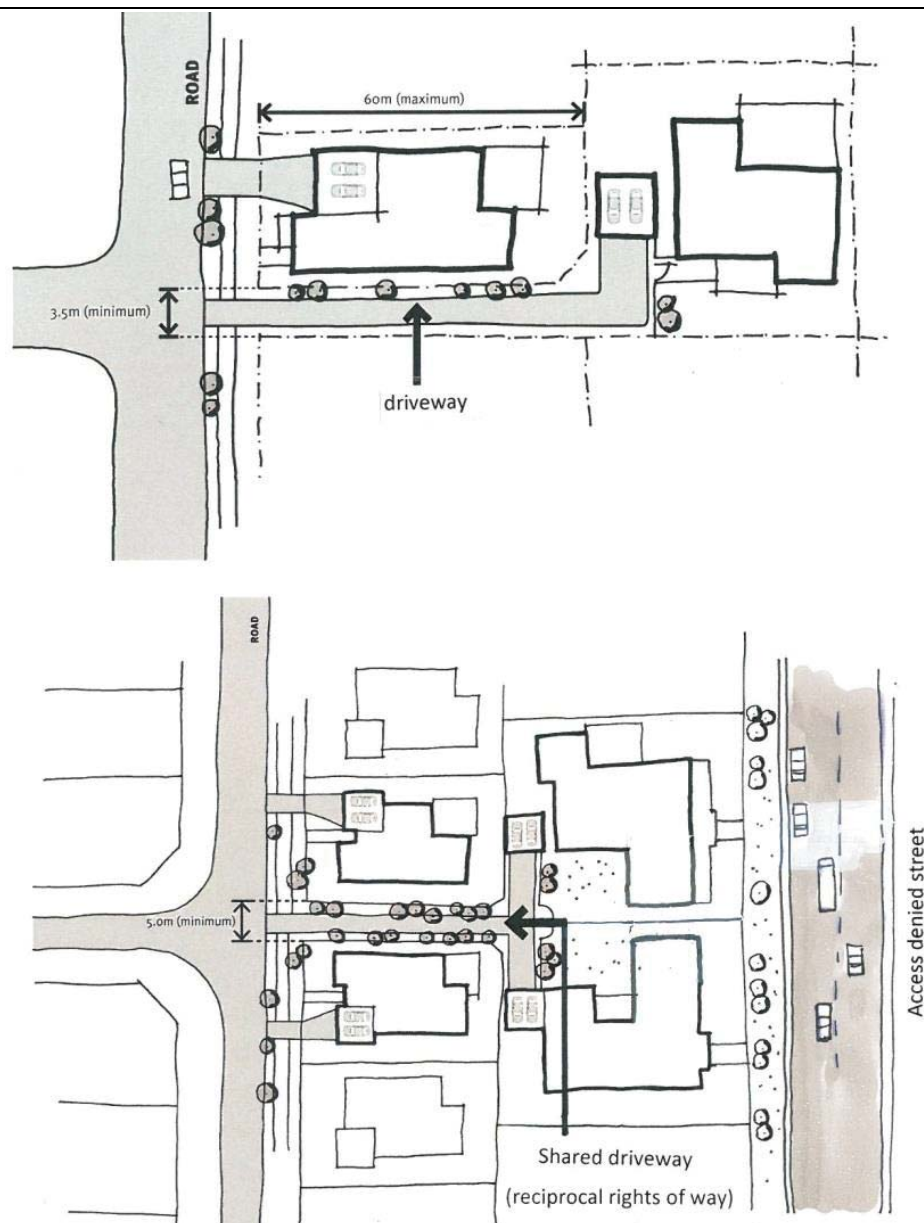 ROAD
60m (maximum)
3.5m (minimum)
driveway
ROAD
5.0m (minimum)
Access denied street
Shared driveway
(reciprocal rights of way)